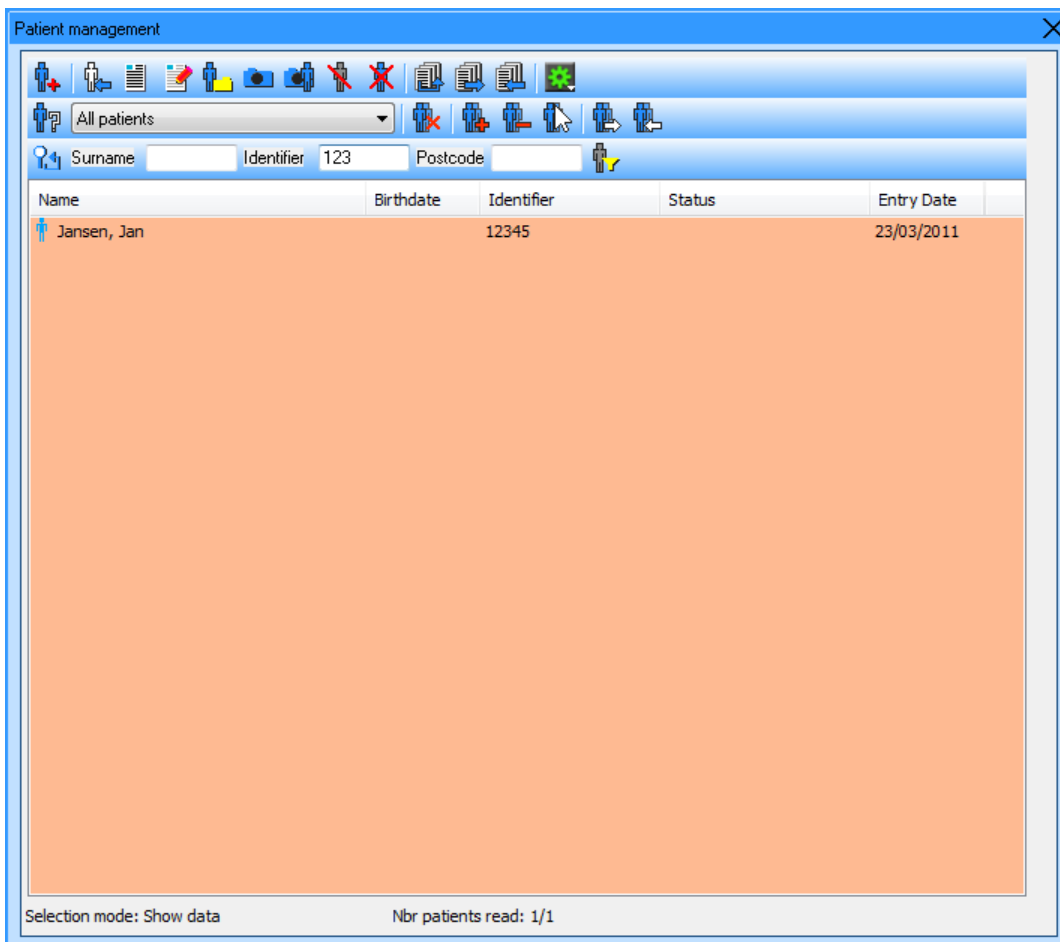 Patient management
All patients
Surname Identifier 123 Postcode
Name Birthdate Identifier Status Entry Date
Jansen, Jan 12345 23/03/2011
Selection mode: Show data Nbr patients read: 1/1